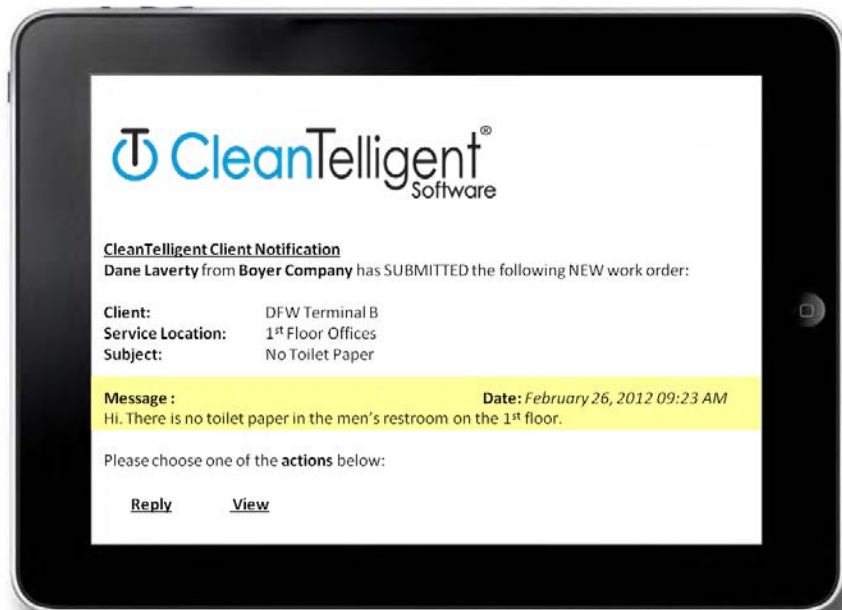 CleanTelligent®
Software
CleanTelligent Client Notification
Dane Laverty from Boyer Company has SUBMITTED the following NEW work order:
Client: DFW Terminal B
Service Location: 1st Floor Offices
Subject: No Toilet Paper
Message : Date: February 26, 2012 09:23 AM
Hi. There is no toilet paper in the men's restroom on the 1st floor.
Please choose one of the actions below:
Reply View